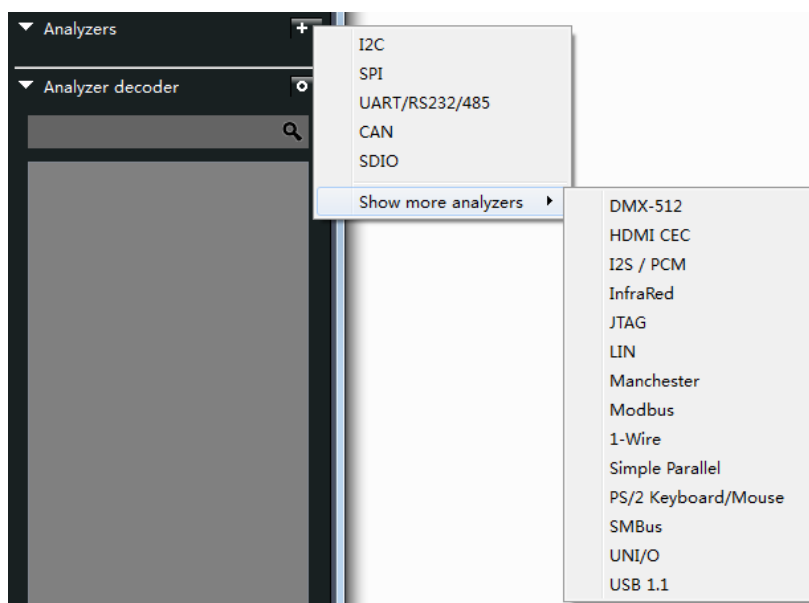 Analyzers
Analyzer decoder
I2C
SPI
UART/RS232/485
CAN
SDIO
Show more analyzers
DMX-512
HDMI CEC
I2S / PCM
InfraRed
JTAG
LIN
Manchester
Modbus
1-Wire
Simple Parallel
PS/2 Keyboard/Mouse
SMBus
UNI/O
USB 1.1